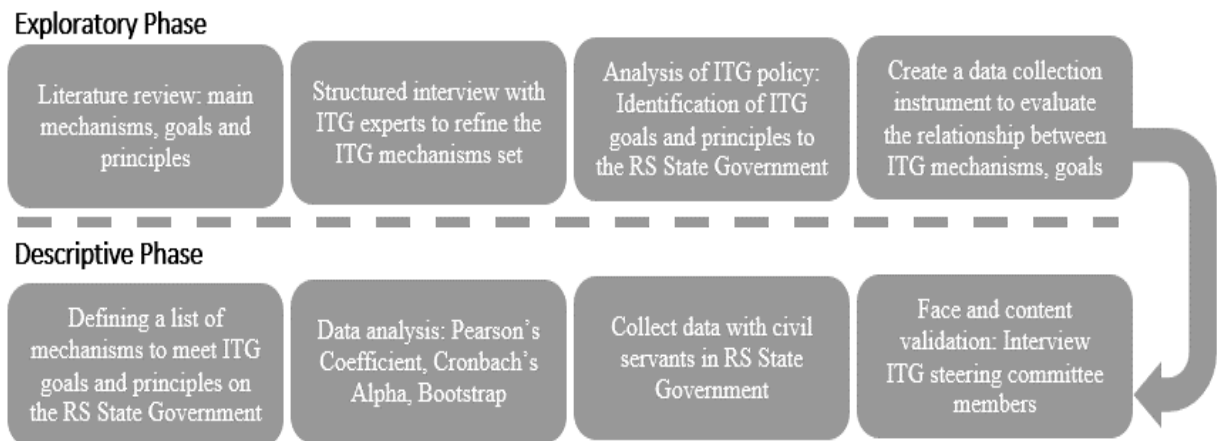 Exploratory Phase
Literature review: main
mechanisms, goals and
principles
Structured interview with
ITG experts to refine the
ITG mechanisms set
Analysis of ITG policy:
Identification of ITG
goals and principles to
the RS State Government
Create a data collection
instrument to evaluate
the relationship between
ITG mechanisms, goals
Descriptive Phase
Defining a list of
mechanisms to meet ITG
goals and principles on
the RS State Government
Data analysis: Pearson's
Coefficient, Cronbach's
Alpha, Bootstrap
Collect data with civil
servants in RS State
Government
Face and content
validation: Interview
ITG steering committee
members